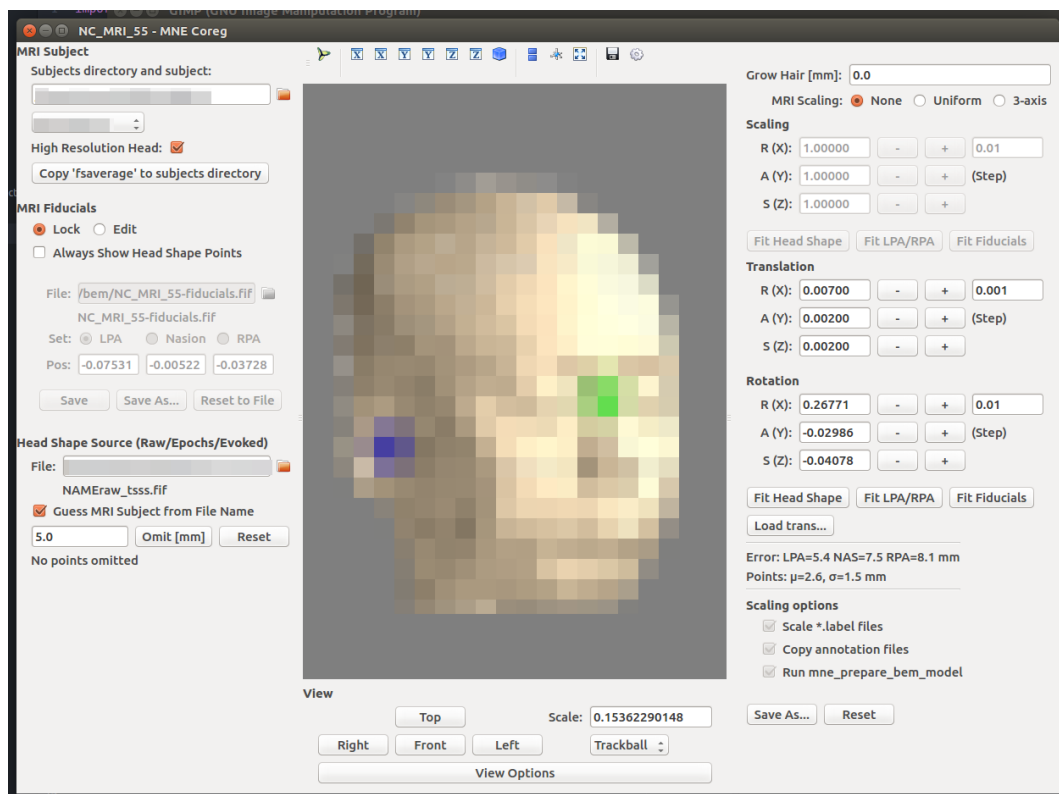 GIMP (GNU Image Manipulation Program)
NC_MRI_55 - MNE Coreg
MRI Subject
Subjects directory and subject:
High Resolution Head:
Copy 'fsaverage' to subjects directory
MRI Fiducials
Lock Edit
Always Show Head Shape Points
File: /bem/NC_MRI_55-fiducials.fif
NC_MRI_55-fiducials.fif
Set: LPA Nasion RPA
Pos: -0.07531 -0.00522 -0.03728
Save Save As... Reset to File
Head Shape Source (Raw/Epochs/Evoked)
File:
NAMEraw_tsss.fif
Guess MRI Subject from File Name
5.0 Omit [mm] Reset
No points omitted
X X Y Y Z Z
View
Top Scale: 0.15362290148
Right Front Left Trackball
View Options
Grow Hair [mm]: 0.0
MRI Scaling: None Uniform 3-axis
Scaling
R (X): 1.00000 - + 0.01
A (Y): 1.00000 - + (Step)
S (Z): 1.00000 - +
Fit Head Shape Fit LPA/RPA Fit Fiducials
Translation
R (X): 0.00700 - + 0.001
A (Y): 0.00200 - + (Step)
S (Z): 0.00200 - +
Rotation
R (X): 0.26771 - + 0.01
A (Y): -0.02986 - + (Step)
S (Z): -0.04078 - +
Fit Head Shape Fit LPA/RPA Fit Fiducials
Load trans...
Error: LPA=5.4 NAS=7.5 RPA=8.1 mm
Points: μ=2.6, σ=1.5 mm
Scaling options
Scale *.label files
Copy annotation files
Run mne_prepare_bem_model
Save As... Reset